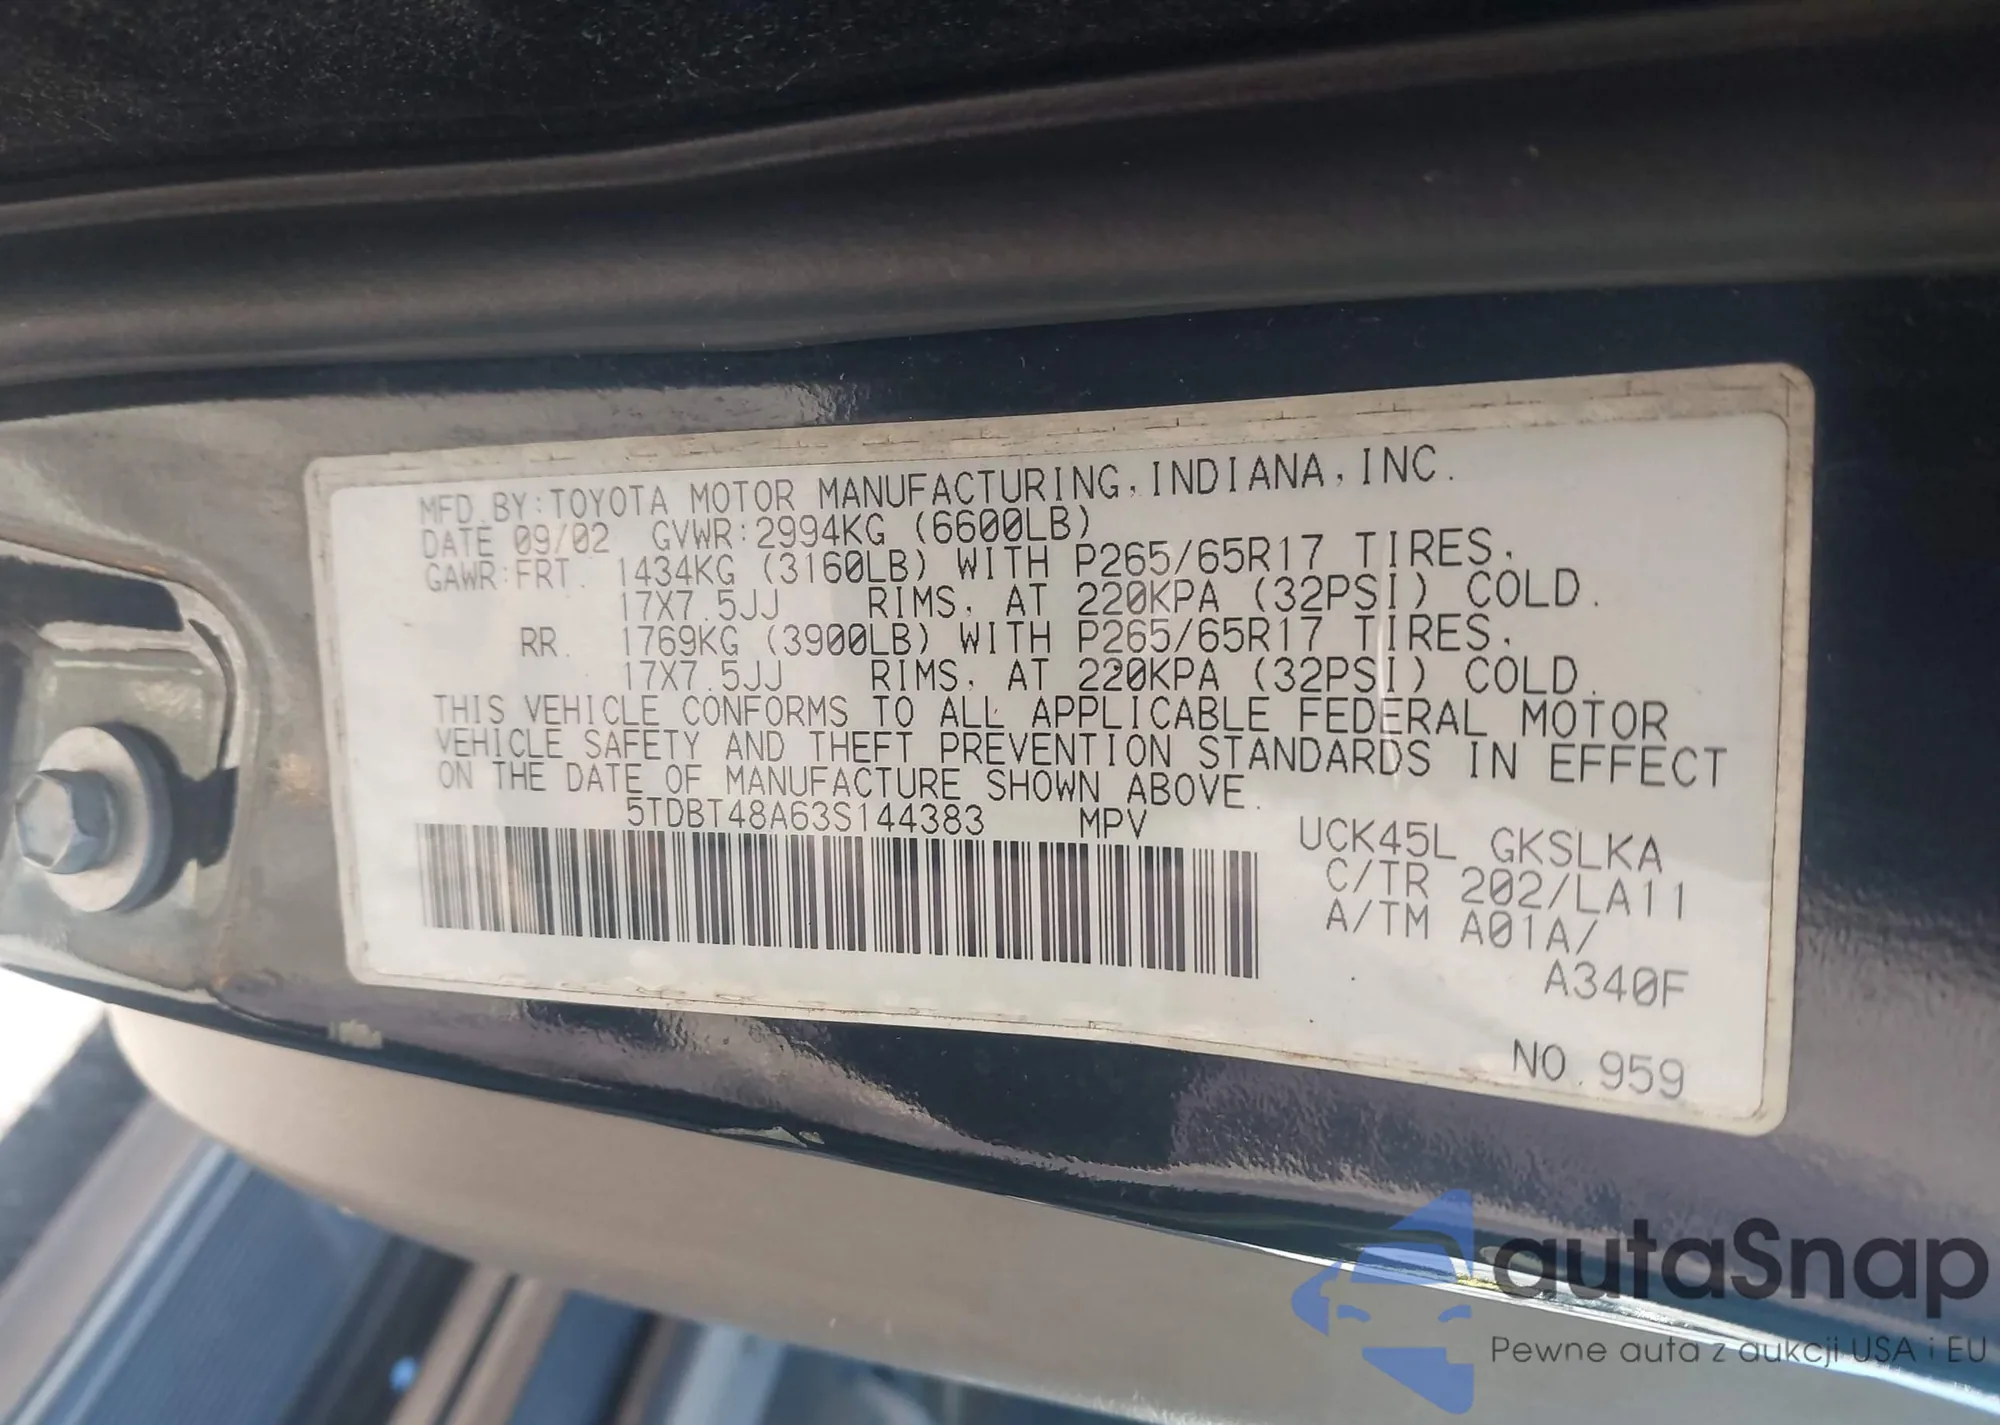 MFD. BY: TOYOTA MOTOR MANUFACTURING, INDIANA, INC.
DATE 09/02 GVWR: 2994KG (6600LB)
GAWR: FRT. 1434KG (3160LB) WITH P265/65R17 TIRES,
17X7.5JJ RIMS, AT 220KPA (32PSI) COLD.
RR. 1769KG (3900LB) WITH P265/65R17 TIRES,
17X7.5JJ RIMS, AT 220KPA (32PSI) COLD.
THIS VEHICLE CONFORMS TO ALL APPLICABLE FEDERAL MOTOR
VEHICLE SAFETY AND THEFT PREVENTION STANDARDS IN EFFECT
ON THE DATE OF MANUFACTURE SHOWN ABOVE.
5TDBT48A63S144383 MPV
UCK45L GKSLKA
C/TR 202/LA11
A/TM A01A/
A340F
NO. 959
autaSnap
Pewne auta z aukcji USA i EU